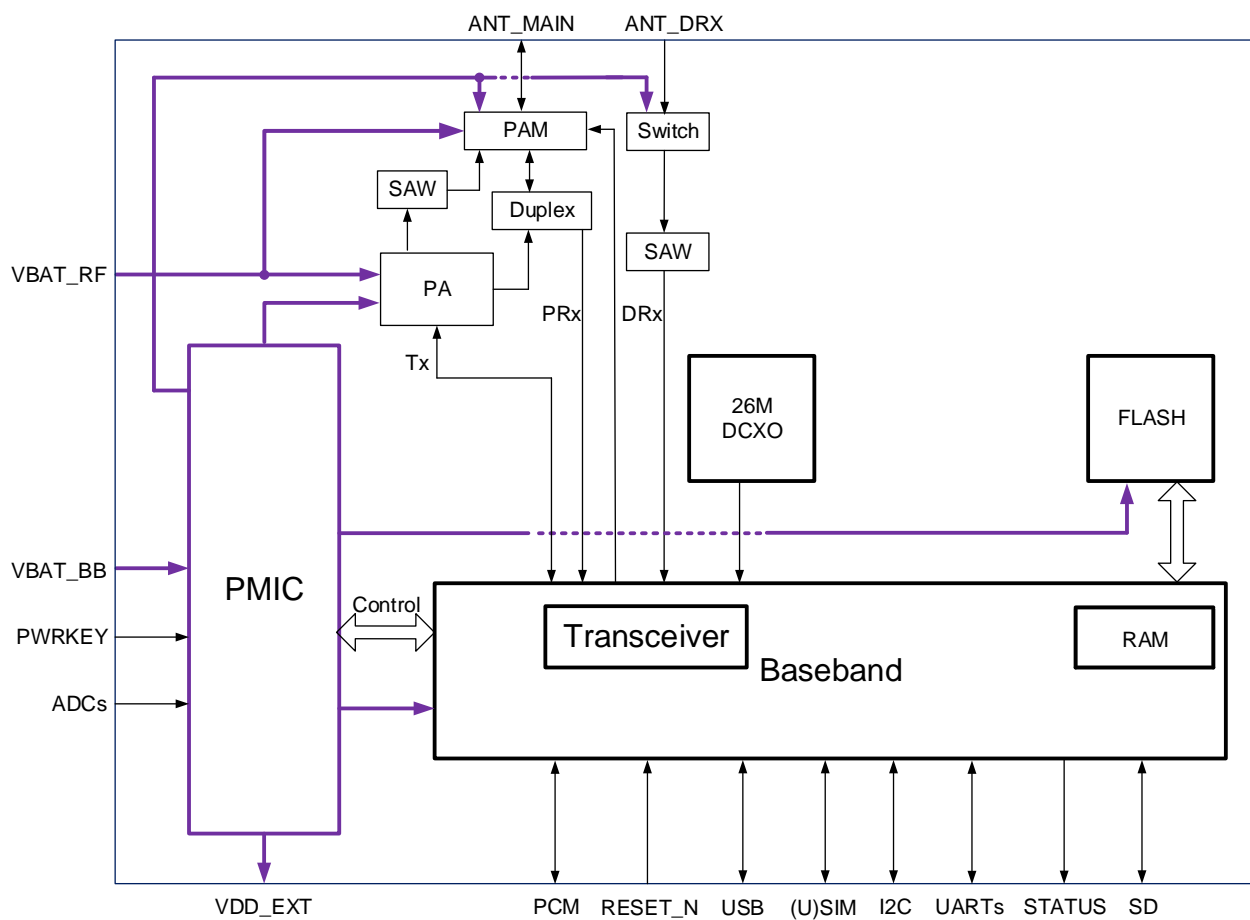 ANT_MAIN
ANT_DRX
PAM
Switch
SAW
Duplex
SAW
VBAT_RF
PA
PRx
DRx
Tx
26M
DCXO
FLASH
VBAT_BB
PMIC
Control
PWRKEY
Transceiver
RAM
Baseband
ADCs
VDD_EXT
PCM
RESET_N
USB
(U)SIM
I2C
UARTs
STATUS
SD